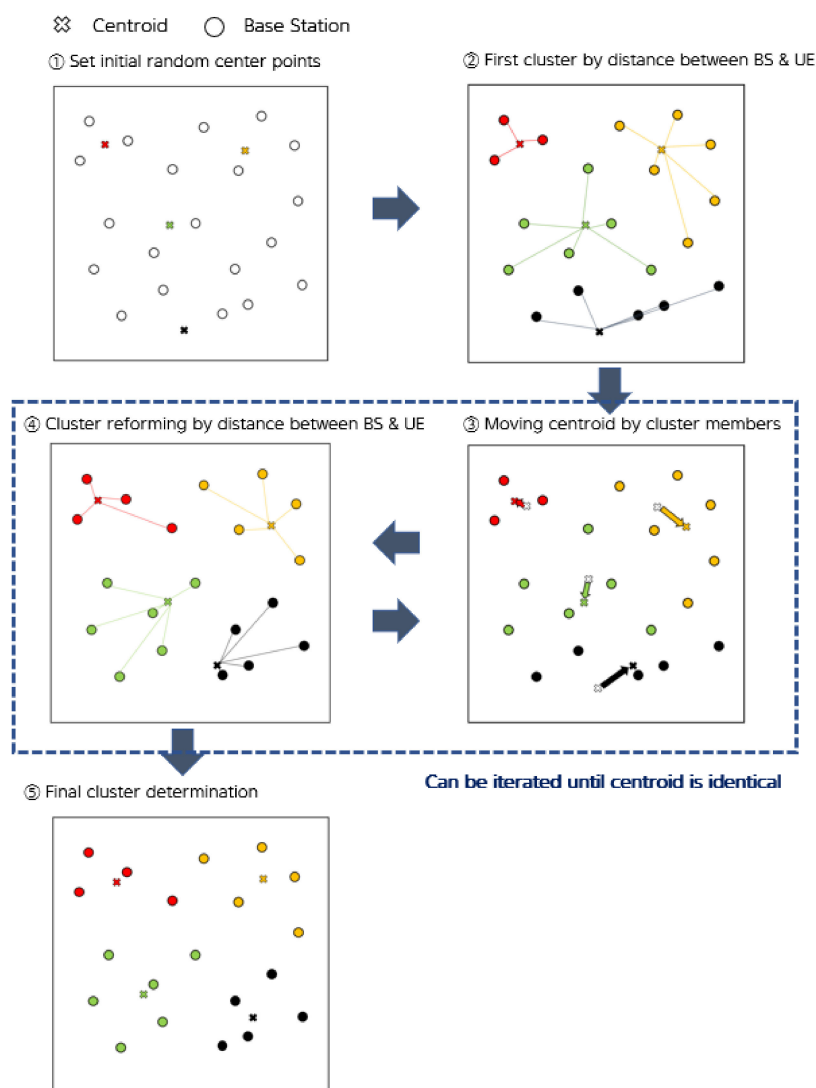 Centroid Base Station
① Set initial random center points
② First cluster by distance between BS & UE
④ Cluster reforming by distance between BS & UE
③ Moving centroid by cluster members
Can be iterated until centroid is identical
⑤ Final cluster determination